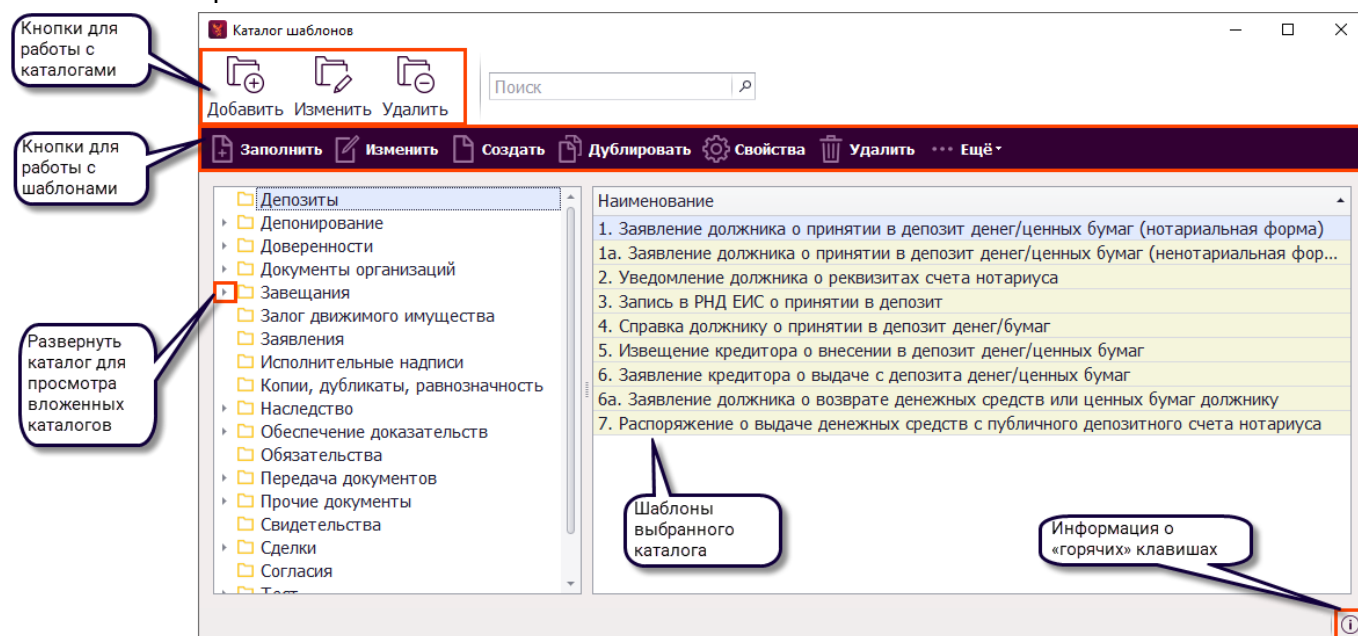 Кнопки для
работы с
каталогами
Каталог шаблонов
Добавить Изменить Удалить
Поиск
Кнопки для
работы с
шаблонами
Заполнить Изменить Создать Дублировать Свойства Удалить ··· Ещё
Депозиты
Депонирование
Доверенности
Документы организаций
Завещания
Залог движимого имущества
Заявления
Исполнительные надписи
Копии, дубликаты, равнозначность
Наследство
Обеспечение доказательств
Обязательства
Передача документов
Прочие документы
Свидетельства
Сделки
Согласия
Развернуть
каталог для
просмотра
вложенных
каталогов
Наименование
1. Заявление должника о принятии в депозит денег/ценных бумаг (нотариальная форма)
1а. Заявление должника о принятии в депозит денег/ценных бумаг (ненотариальная фор...
2. Уведомление должника о реквизитах счета нотариуса
3. Запись в РНД ЕИС о принятии в депозит
4. Справка должнику о принятии в депозит денег/бумаг
5. Извещение кредитора о внесении в депозит денег/ценных бумаг
6. Заявление кредитора о выдаче с депозита денег/ценных бумаг
6а. Заявление должника о возврате денежных средств или ценных бумаг должнику
7. Распоряжение о выдаче денежных средств с публичного депозитного счета нотариуса
Шаблоны
выбранного
каталога
Информация о
«горячих» клавишах